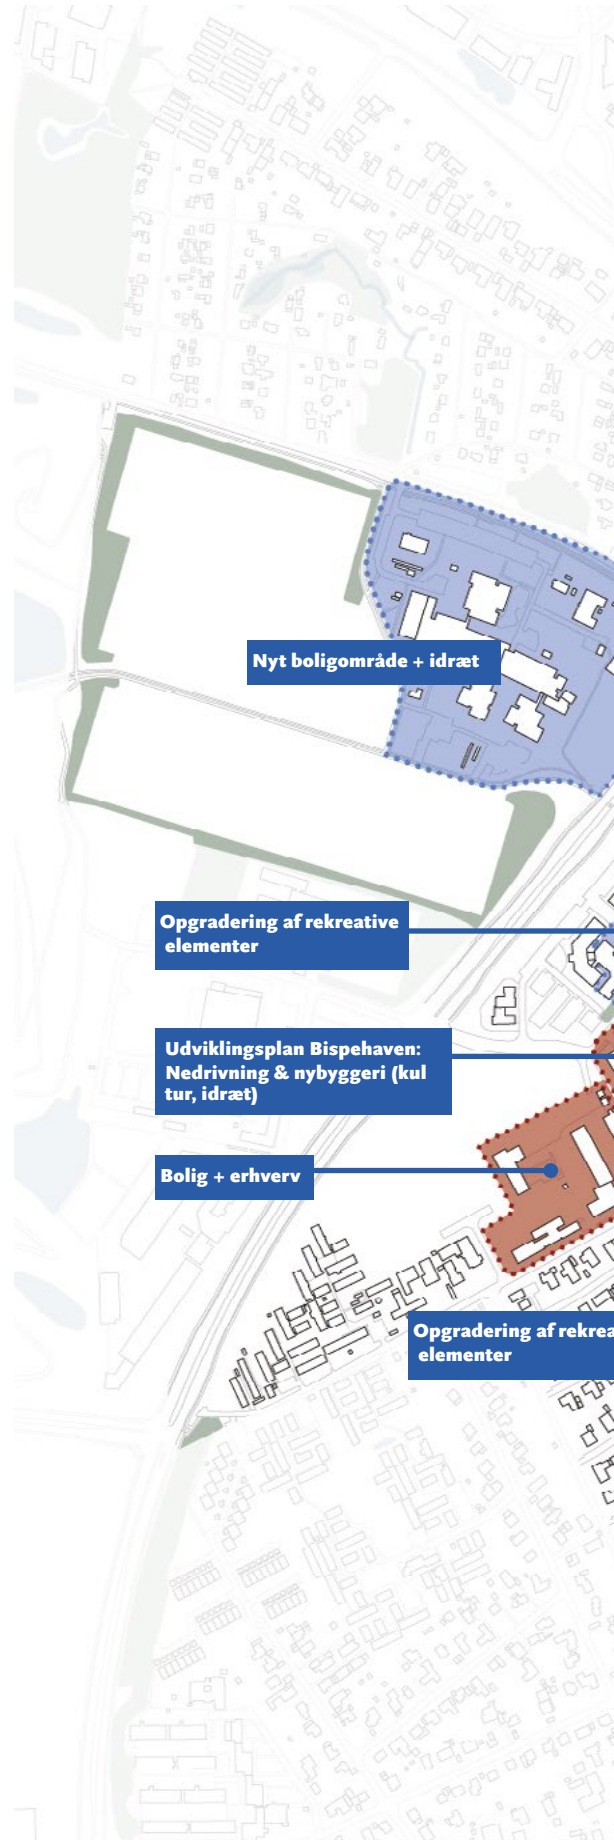 Nyt boligområde + idræt
Opgradering af rekreative
elementer
Udviklingsplan Bispehaven:
Nedrivning & nybyggeri (kul
tur, idræt)
Bolig + erhverv
Opgradering af rekrea
elementer